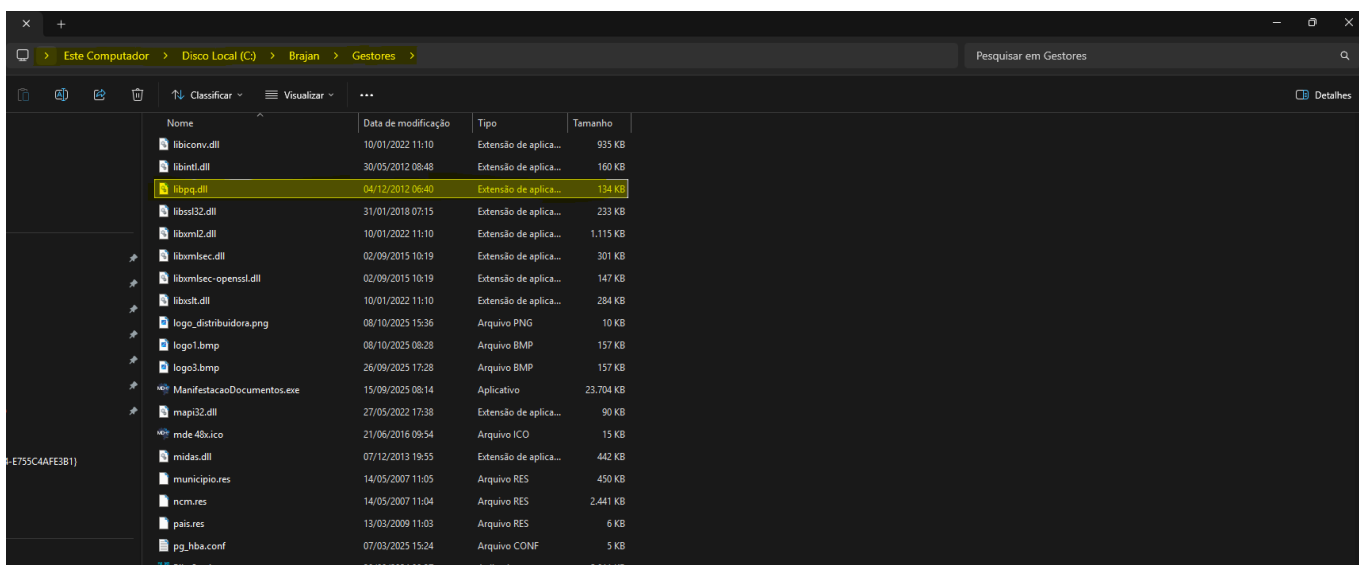 Este Computador > Disco Local (C:) > Brajan > Gestores >
Pesquisar em Gestores
Classificar Visualizar ... Detalhes
Nome Data de modificação Tipo Tamanho
libiconv.dll 10/01/2022 11:10 Extensão de aplica... 935 KB
libintl.dll 30/05/2012 08:48 Extensão de aplica... 160 KB
libpq.dll 04/12/2012 06:40 Extensão de aplica... 134 KB
libssl32.dll 31/01/2018 07:15 Extensão de aplica... 233 KB
libxml2.dll 10/01/2022 11:10 Extensão de aplica... 1.115 KB
libxmlsec.dll 02/09/2015 10:19 Extensão de aplica... 301 KB
libxmlsec-openssl.dll 02/09/2015 10:19 Extensão de aplica... 147 KB
libxslt.dll 10/01/2022 11:10 Extensão de aplica... 284 KB
logo_distribuidora.png 08/10/2025 15:36 Arquivo PNG 10 KB
logo1.bmp 08/10/2025 08:28 Arquivo BMP 157 KB
logo3.bmp 26/09/2025 17:28 Arquivo BMP 157 KB
ManifestacaoDocumentos.exe 15/09/2025 08:14 Aplicativo 23.704 KB
mapi32.dll 27/05/2022 17:38 Extensão de aplica... 90 KB
mde 48x.ico 21/06/2016 09:54 Arquivo ICO 15 KB
4-E755C4AFE3B1}
midas.dll 07/12/2013 19:55 Extensão de aplica... 442 KB
municipio.res 14/05/2007 11:05 Arquivo RES 450 KB
ncm.res 14/05/2007 11:04 Arquivo RES 2.441 KB
pais.res 13/03/2009 11:03 Arquivo RES 6 KB
pg_hba.conf 07/03/2025 15:24 Arquivo CONF 5 KB